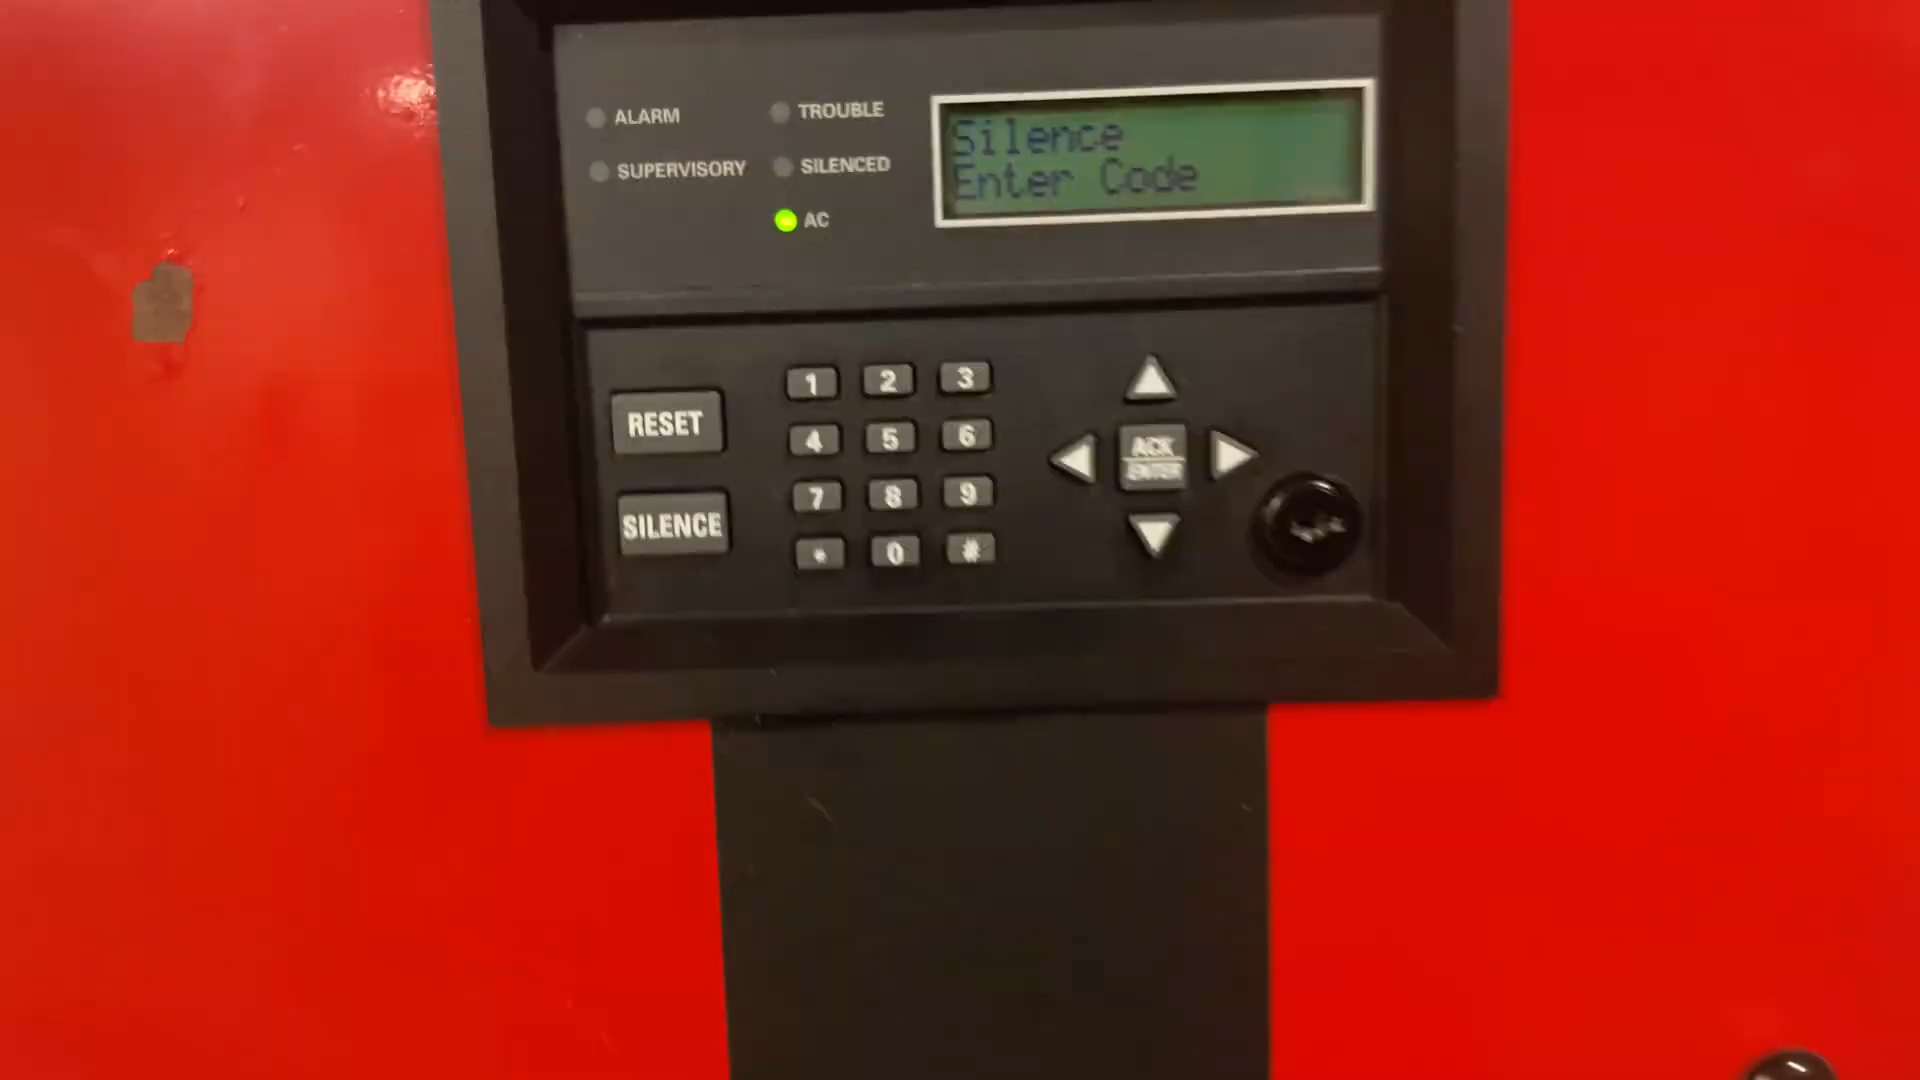 ALARM
TROUBLE
SUPERVISORY
SILENCED
AC
Silence
Enter Code
RESET
SILENCE
1 2 3
4 5 6
7 8 9
* 0 #
ACK
ENTER